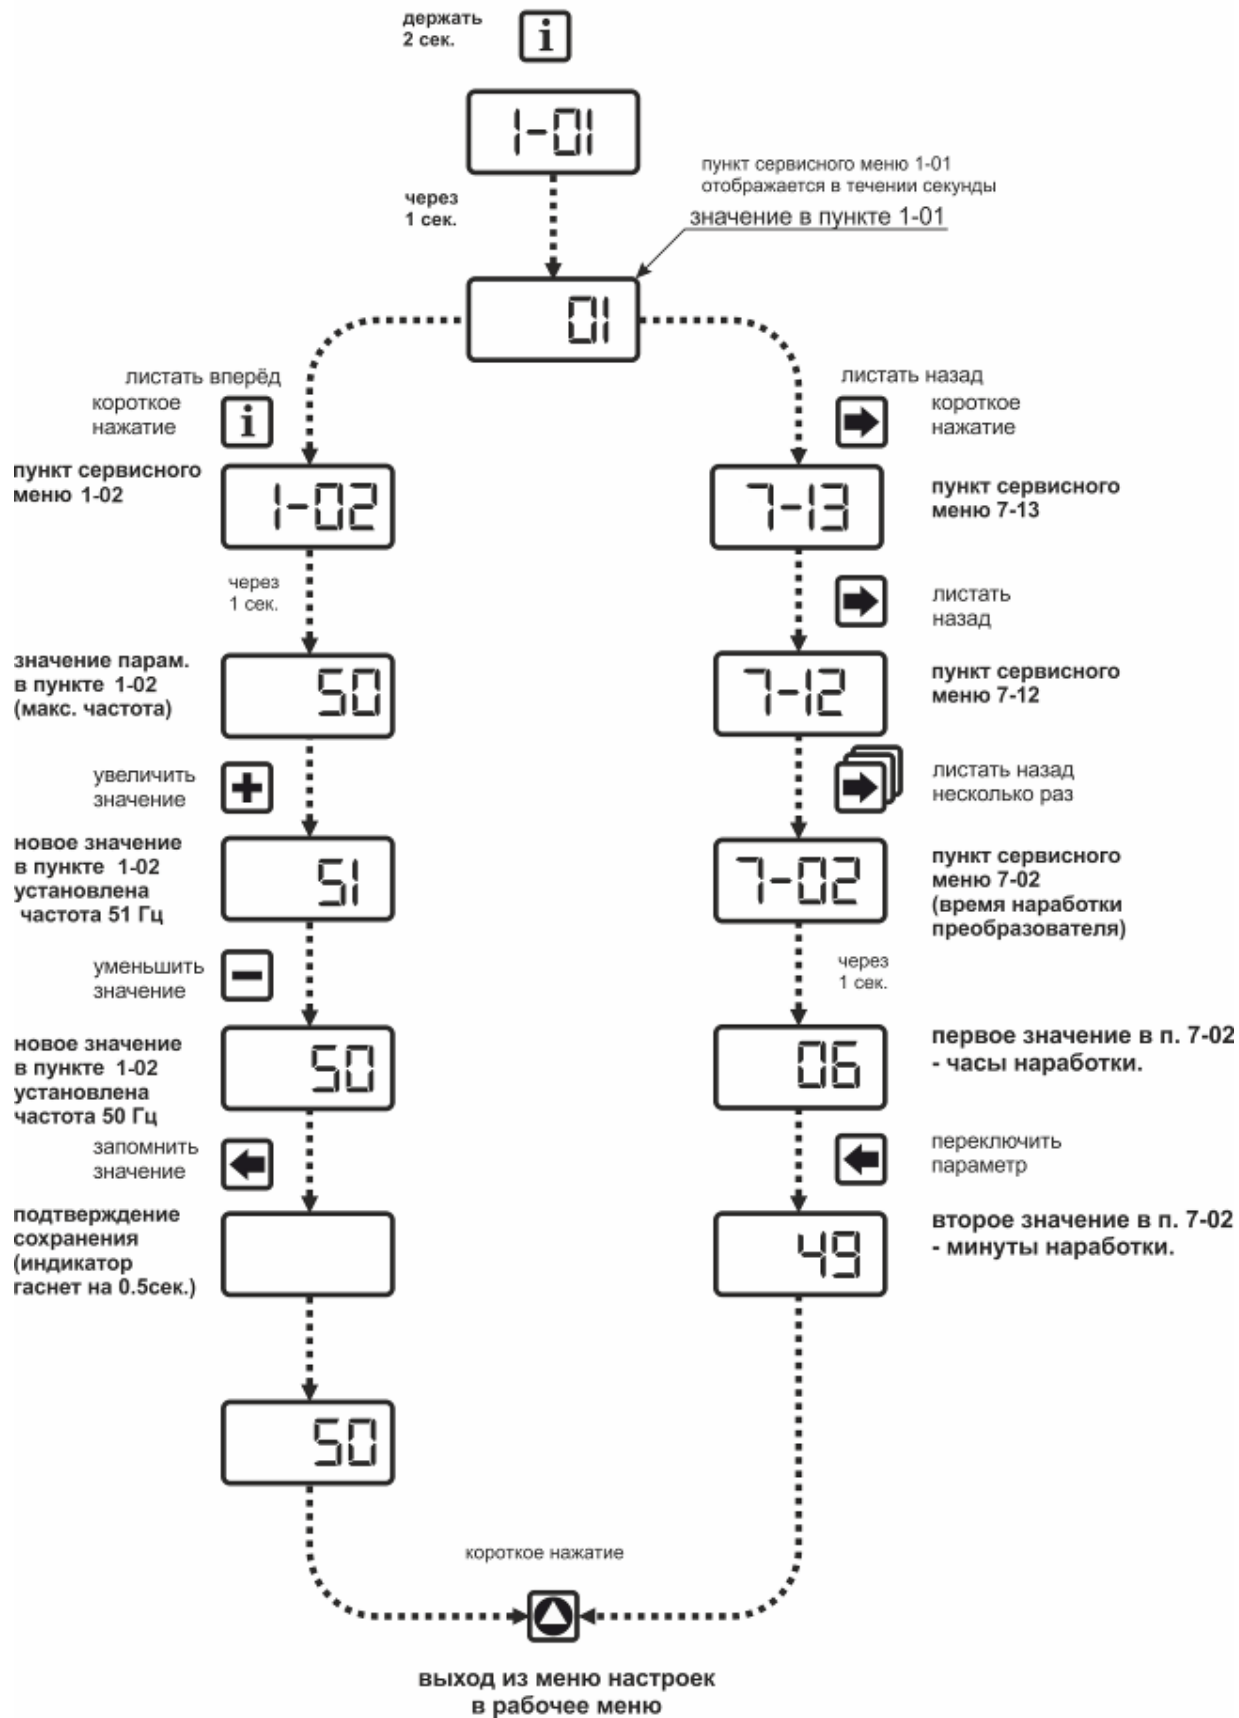 держать
2 сек.
i
1-01
через
1 сек.
пункт сервисного меню 1-01
отображается в течении секунды
значение в пункте 1-01
01
листать вперёд
короткое
нажатие
i
пункт сервисного
меню 1-02
1-02
через
1 сек.
значение парам.
в пункте 1-02
(макс. частота)
50
увеличить
значение
+
новое значение
в пункте 1-02
установлена
частота 51 Гц
51
уменьшить
значение
−
новое значение
в пункте 1-02
установлена
частота 50 Гц
50
запомнить
значение
подтверждение
сохранения
(индикатор
гаснет на 0.5сек.)
50
листать назад
короткое
нажатие
7-13
пункт сервисного
меню 7-13
листать
назад
7-12
пункт сервисного
меню 7-12
листать назад
несколько раз
7-02
пункт сервисного
меню 7-02
(время наработки
преобразователя)
через
1 сек.
06
первое значение в п. 7-02
- часы наработки.
переключить
параметр
49
второе значение в п. 7-02
- минуты наработки.
короткое нажатие
выход из меню настроек
в рабочее меню